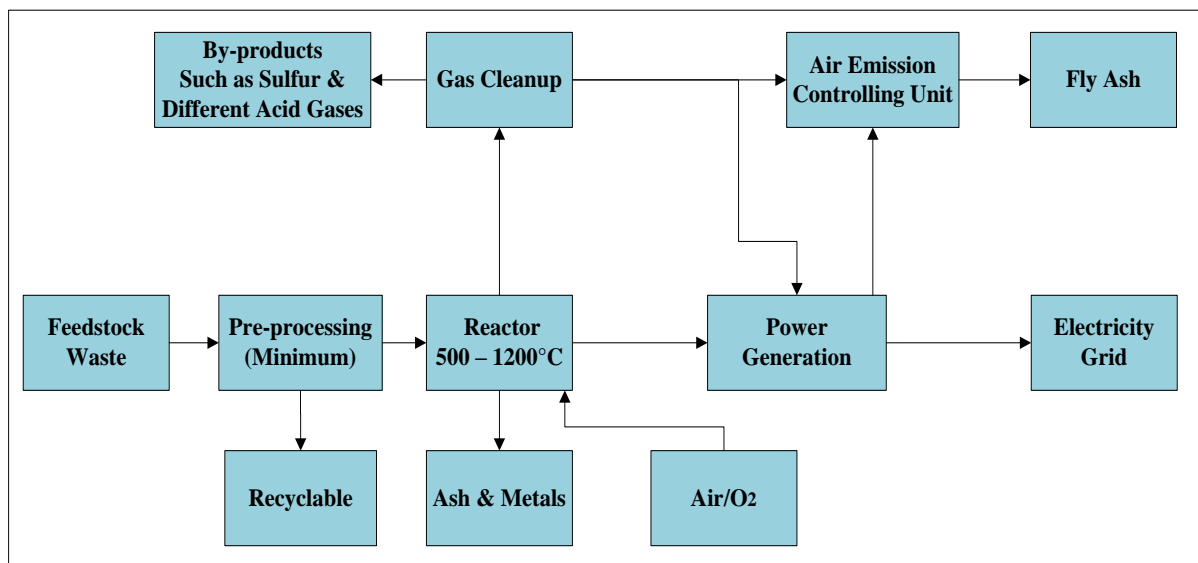 By-products
Such as Sulfur &
Different Acid Gases
Gas Cleanup
Air Emission
Controlling Unit
Fly Ash
Feedstock
Waste
Pre-processing
(Minimum)
Reactor
500 – 1200°C
Power
Generation
Electricity
Grid
Recyclable
Ash & Metals
Air/O2